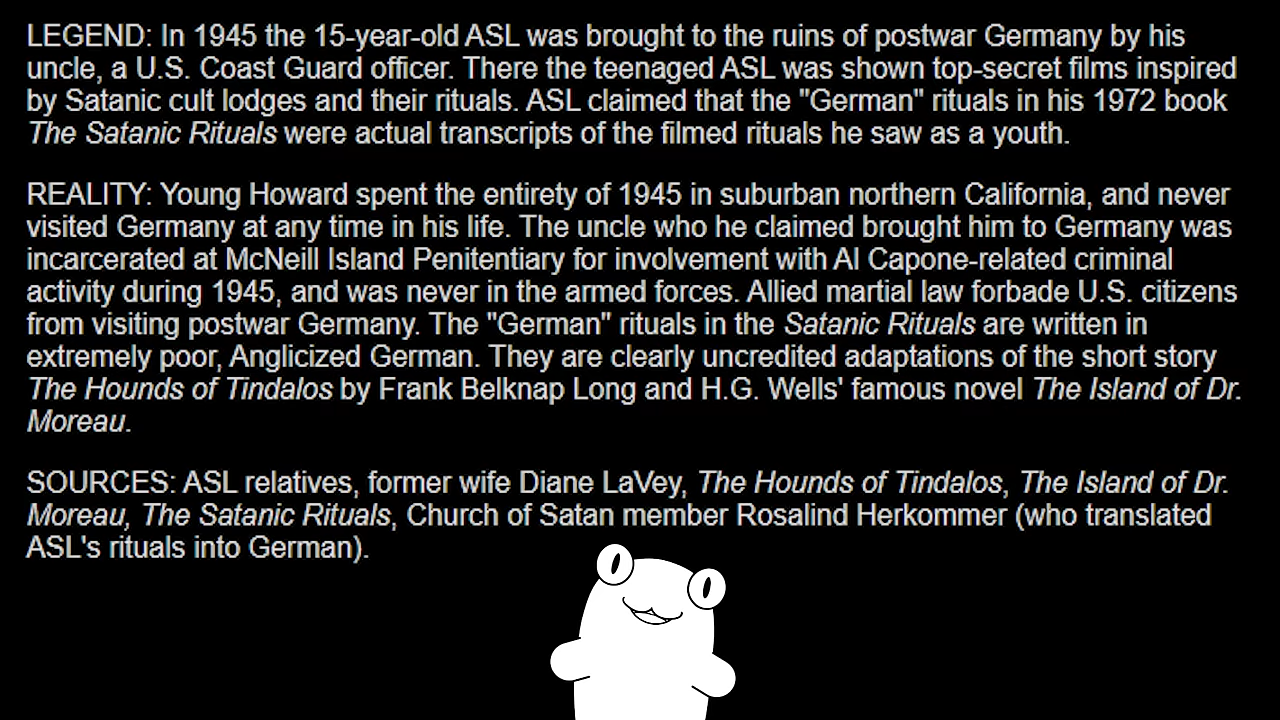 LEGEND: In 1945 the 15-year-old ASL was brought to the ruins of postwar Germany by his
uncle, a U.S. Coast Guard officer. There the teenaged ASL was shown top-secret films inspired
by Satanic cult lodges and their rituals. ASL claimed that the "German" rituals in his 1972 book
The Satanic Rituals were actual transcripts of the filmed rituals he saw as a youth.
REALITY: Young Howard spent the entirety of 1945 in suburban northern California, and never
visited Germany at any time in his life. The uncle who he claimed brought him to Germany was
incarcerated at McNeill Island Penitentiary for involvement with Al Capone-related criminal
activity during 1945, and was never in the armed forces. Allied martial law forbade U.S. citizens
from visiting postwar Germany. The "German" rituals in the Satanic Rituals are written in
extremely poor, Anglicized German. They are clearly uncredited adaptations of the short story
The Hounds of Tindalos by Frank Belknap Long and H.G. Wells' famous novel The Island of Dr.
Moreau.
SOURCES: ASL relatives, former wife Diane LaVey, The Hounds of Tindalos, The Island of Dr.
Moreau, The Satanic Rituals, Church of Satan member Rosalind Herkommer (who translated
ASL's rituals into German).